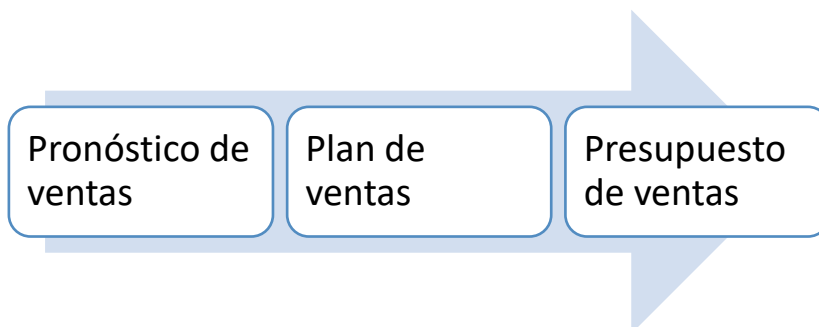 Pronóstico de
ventas
Plan de
ventas
Presupuesto
de ventas